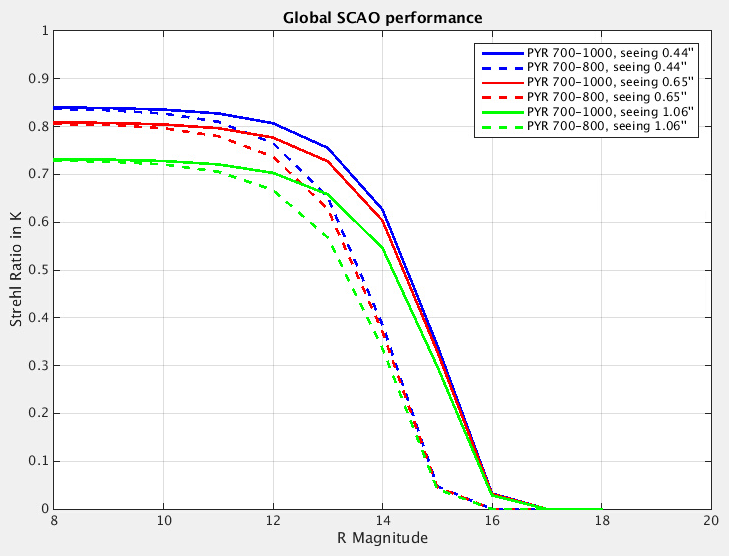 Global SCAO performance
PYR 700-1000, seeing 0.44"
PYR 700-800, seeing 0.44"
PYR 700-1000, seeing 0.65"
PYR 700-800, seeing 0.65"
PYR 700-1000, seeing 1.06"
PYR 700-800, seeing 1.06"
Strehl Ratio in K
1
0.9
0.8
0.7
0.6
0.5
0.4
0.3
0.2
0.1
0
8 10 12 14 16 18 20
R Magnitude